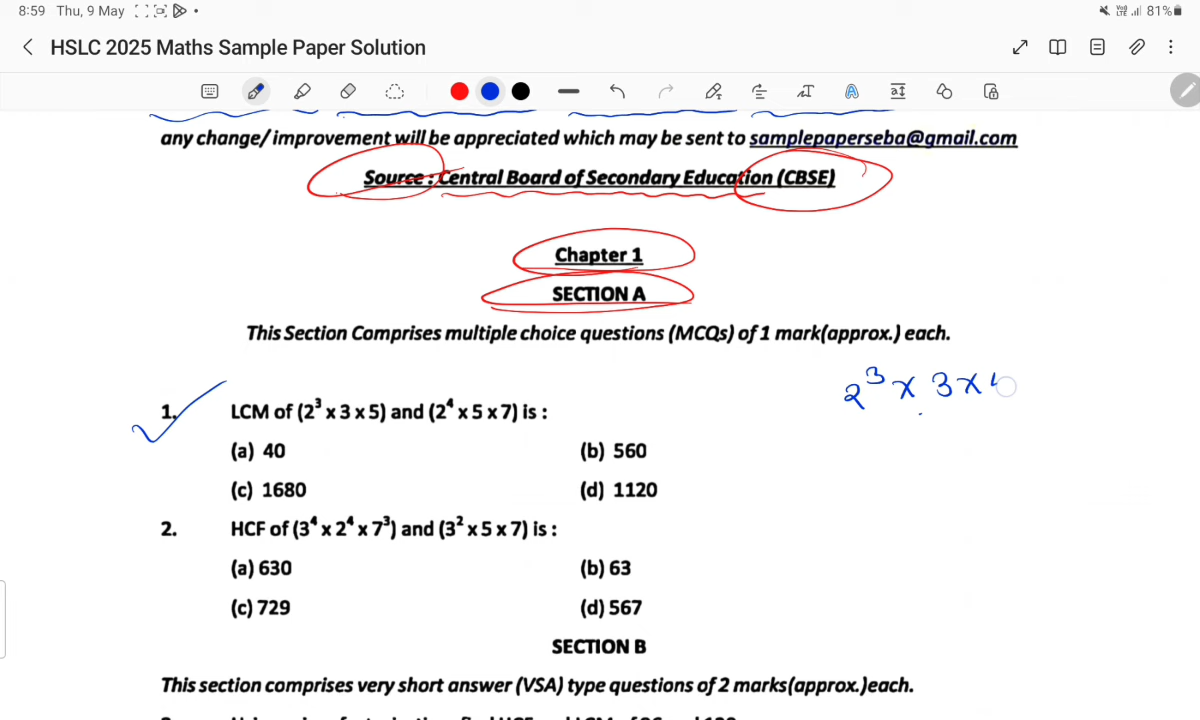 8:59 Thu, 9 May
81%
HSLC 2025 Maths Sample Paper Solution
any change/ improvement will be appreciated which may be sent to samplepaperseba@gmail.com
Source : Central Board of Secondary Education (CBSE)
Chapter 1
SECTION A
This Section Comprises multiple choice questions (MCQs) of 1 mark(approx.) each.
2³ x 3 x
1. LCM of (2³ x 3 x 5) and (2⁴ x 5 x 7) is :
(a) 40 (b) 560
(c) 1680 (d) 1120
2. HCF of (3⁴ x 2⁴ x 7³) and (3² x 5 x 7) is :
(a) 630 (b) 63
(c) 729 (d) 567
SECTION B
This section comprises very short answer (VSA) type questions of 2 marks(approx.)each.